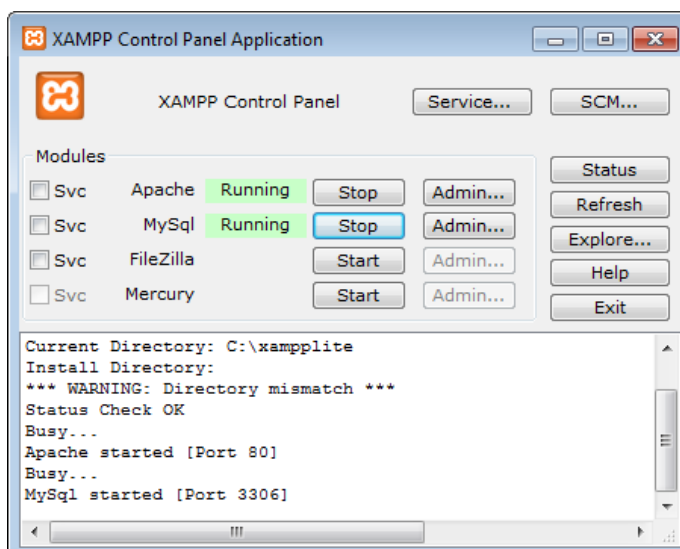 XAMPP Control Panel Application
XAMPP Control Panel Service... SCM...
Modules
Status
Svc Apache Running Stop Admin...
Refresh
Svc MySql Running Stop Admin...
Explore...
Svc FileZilla Start Admin...
Help
Svc Mercury Start Admin...
Exit
Current Directory: C:\xampplite
Install Directory:
*** WARNING: Directory mismatch ***
Status Check OK
Busy...
Apache started [Port 80]
Busy...
MySql started [Port 3306]